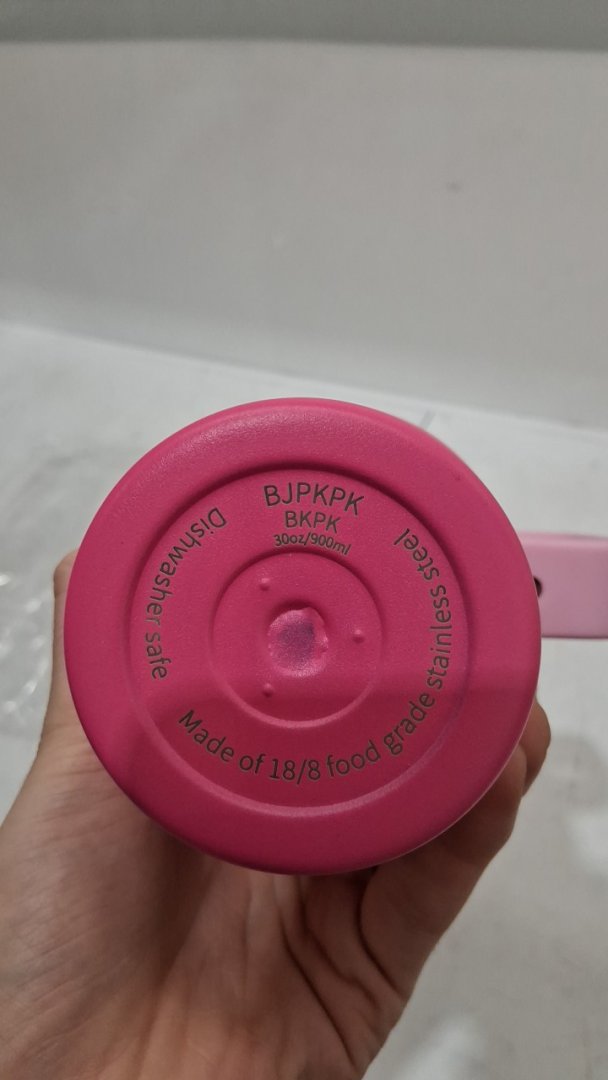 BJPKPK
BKPK
30oz/900ml
Dishwasher safe
Made of 18/8 food grade stainless steel